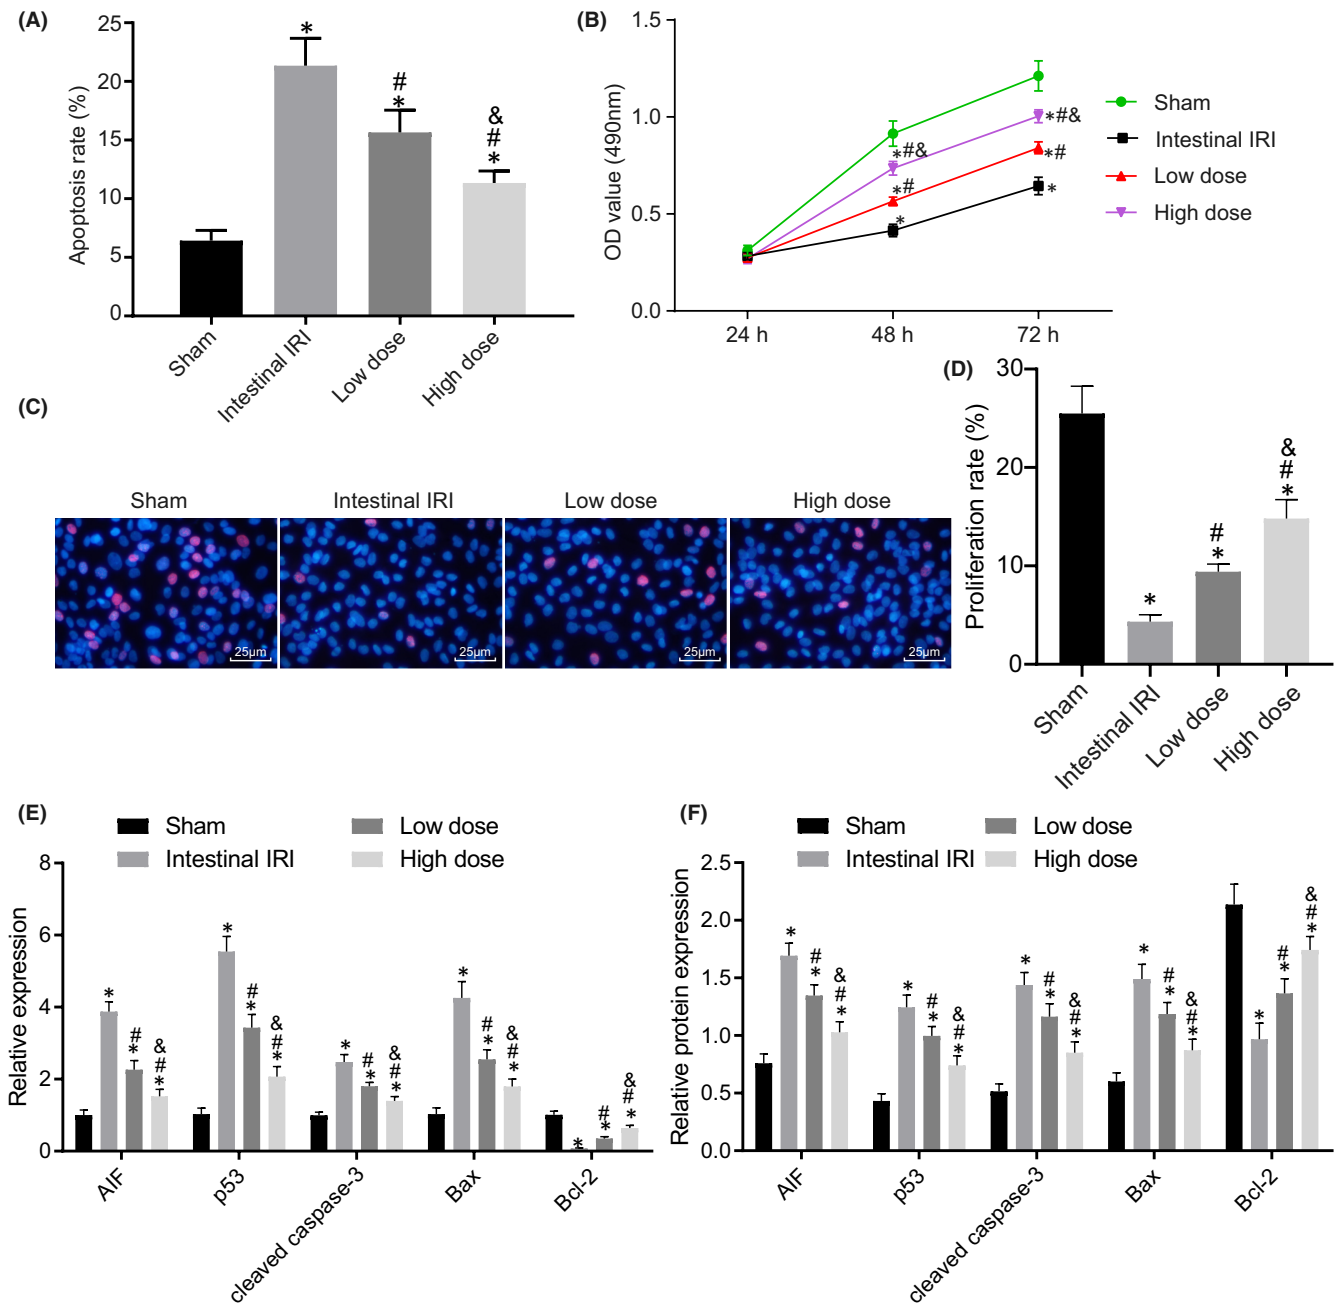 (A)
25
20
15
10
5
0
Apoptosis rate (%)
*
#
*
&
#
*
Sham
Intestinal IRI
Low dose
High dose
(B)
1.5
1.0
0.5
0.0
OD value (490nm)
*#&
*#
*
*#&
*#
*
24 h
48 h
72 h
Sham
Intestinal IRI
Low dose
High dose
(C)
Sham
Intestinal IRI
Low dose
High dose
25μm
25μm
25μm
25μm
(D)
30
20
10
0
Proliferation rate (%)
*
#
*
&
#
*
Sham
Intestinal IRI
Low dose
High dose
(E)
Sham
Low dose
Intestinal IRI
High dose
8
6
4
2
0
Relative expression
*
#
*
&
#
*
*
#
*
&
#
*
*
#
*
&
#
*
*
#
*
&
#
*
*
#
*
&
#
*
AIF
p53
cleaved caspase-3
Bax
Bcl-2
(F)
Sham
Low dose
Intestinal IRI
High dose
2.5
2.0
1.5
1.0
0.5
0.0
Relative protein expression
*
#
*
&
#
*
*
#
*
&
#
*
*
#
*
&
#
*
*
#
*
&
#
*
*
#
*
&
#
*
AIF
p53
cleaved caspase-3
Bax
Bcl-2